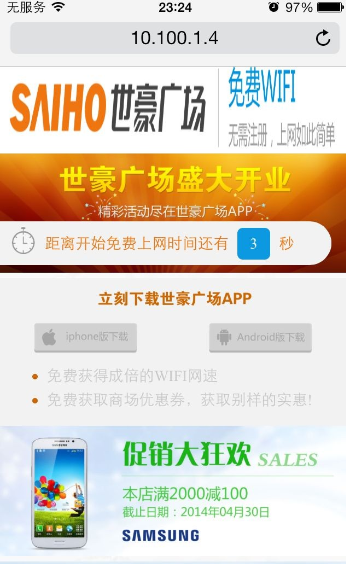 无服务 23:24 97%
10.100.1.4
SAIHO 世豪广场 免费WIFI
无需注册，上网如此简单
世豪广场盛大开业
精彩活动尽在世豪广场APP
距离开始免费上网时间还有 3 秒
立刻下载世豪广场APP
iphone版下载 Android版下载
免费获得成倍的WIFI网速
免费获取商场优惠券，获取别样的实惠!
促销大狂欢 SALES
本店满2000减100
截止日期：2014年04月30日
SAMSUNG